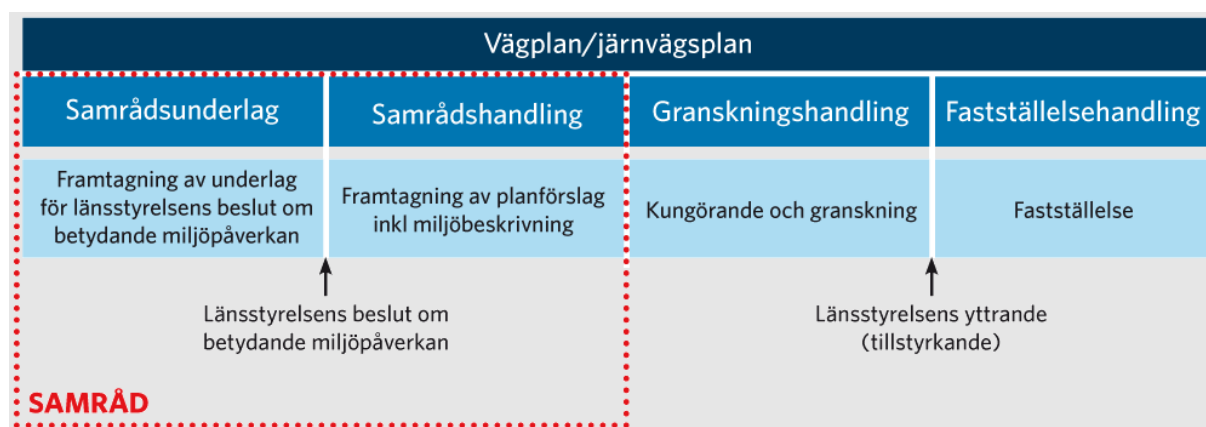 Vägplan/järnvägsplan
Samrådsunderlag
Samrådshandling
Granskningshandling
Fastställelsehandling
Framtagning av underlag
för länsstyrelsens beslut om
betydande miljöpåverkan
Framtagning av planförslag
inkl miljöbeskrivning
Kungörande och granskning
Fastställelse
Länsstyrelsens beslut om
betydande miljöpåverkan
Länsstyrelsens yttrande
(tillstyrkande)
SAMRÅD